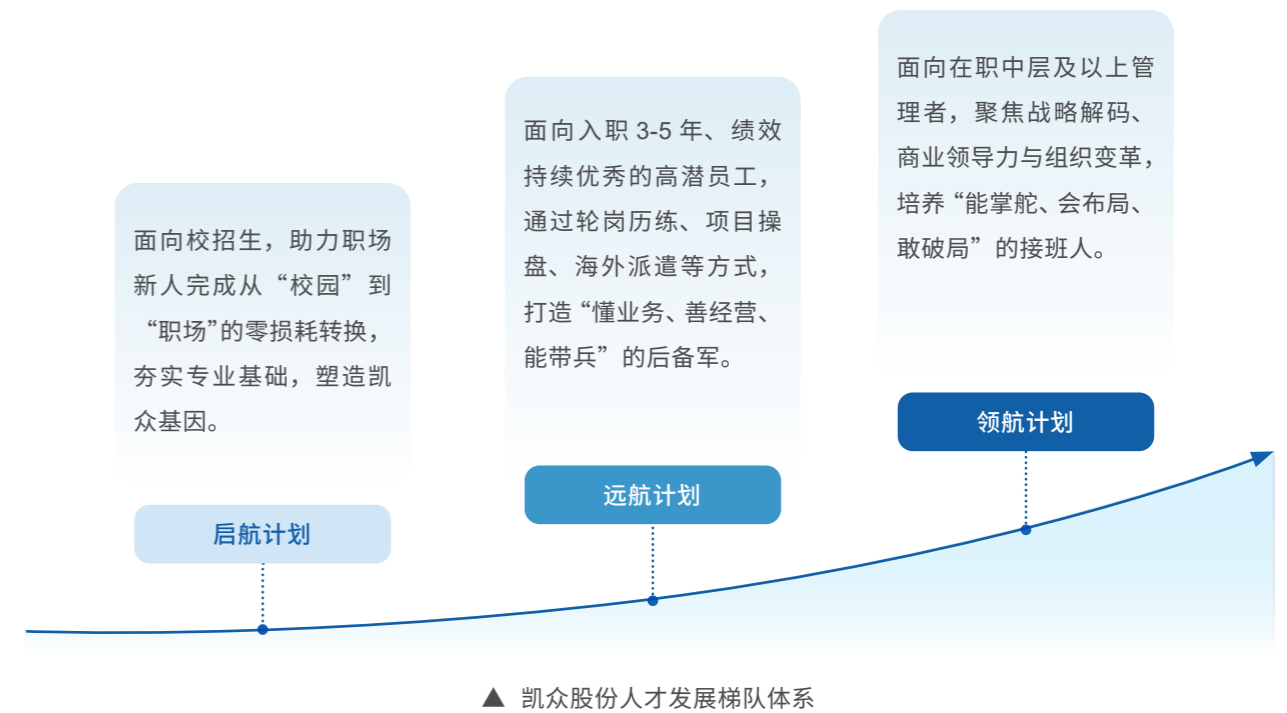 面向校招生，助力职场
新人完成从“校园”到
“职场”的零损耗转换，
夯实专业基础，塑造凯
众基因。
启航计划
面向入职 3-5 年、绩效
持续优秀的高潜员工，
通过轮岗历练、项目操
盘、海外派遣等方式，
打造“懂业务、善经营、
能带兵”的后备军。
远航计划
面向在职中层及以上管
理者，聚焦战略解码、
商业领导力与组织变革，
培养“能掌舵、会布局、
敢破局”的接班人。
领航计划
▲ 凯众股份人才发展梯队体系